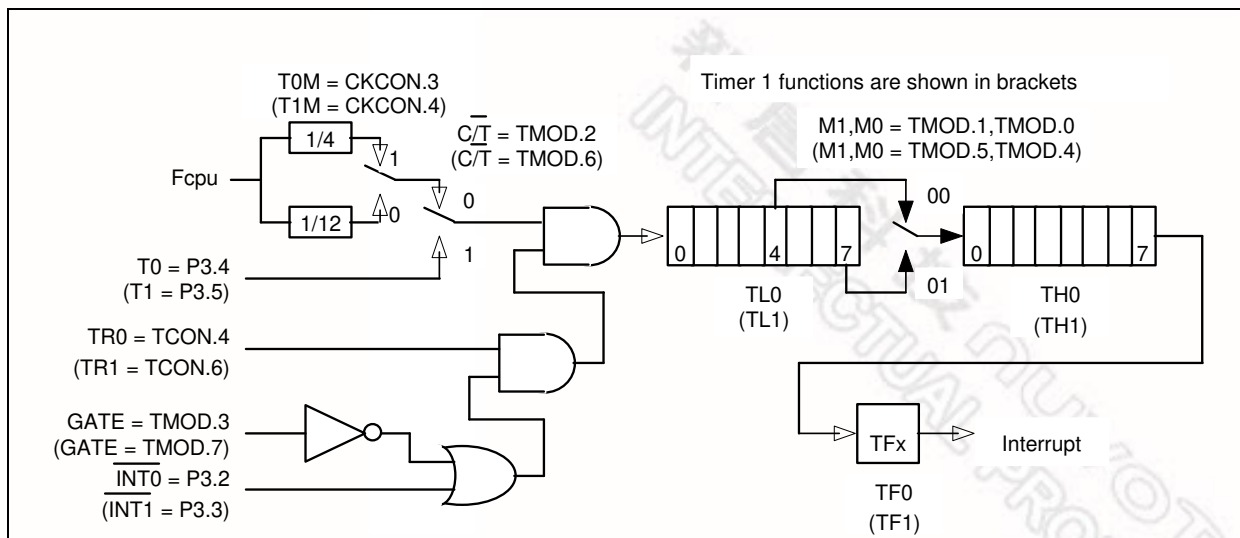 T0M = CKCON.3
(T1M = CKCON.4)
Timer 1 functions are shown in brackets
1/4
1
C/T̅ = TMOD.2
(C/T̅ = TMOD.6)
M1,M0 = TMOD.1,TMOD.0
(M1,M0 = TMOD.5,TMOD.4)
Fcpu
0
00
1/12
0
0 4 7
0 7
T0 = P3.4
(T1 = P3.5)
1
01
TL0
(TL1)
TH0
(TH1)
TR0 = TCON.4
(TR1 = TCON.6)
GATE = TMOD.3
(GATE = TMOD.7)
I̅N̅T̅0̅ = P3.2
(I̅N̅T̅1̅ = P3.3)
TFx
Interrupt
TF0
(TF1)